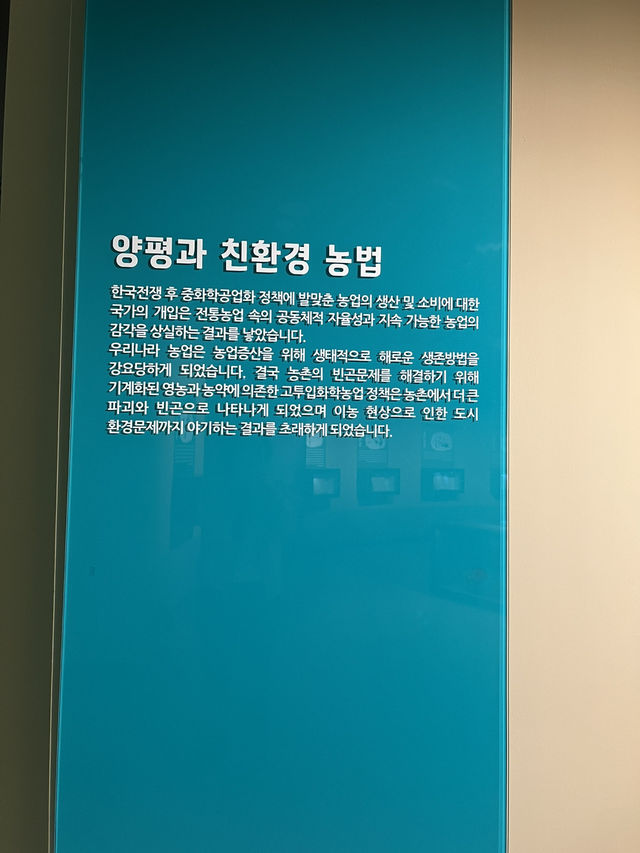 양평과 친환경 농법
한국전쟁 후 중화학공업화 정책에 발맞춘 농업의 생산 및 소비에 대한
국가의 개입은 전통농업 속의 공동체적 자율성과 지속 가능한 농업의
감각을 상실하는 결과를 낳았습니다.
우리나라 농업은 농업증산을 위해 생태적으로 해로운 생존방법을
강요당하게 되었습니다. 결국 농촌의 빈곤문제를 해결하기 위해
기계화된 영농과 농약에 의존한 고투입화학농업 정책은 농촌에서 더 큰
파괴와 빈곤으로 나타나게 되었으며 이농 현상으로 인한 도시
환경문제까지 야기하는 결과를 초래하게 되었습니다.